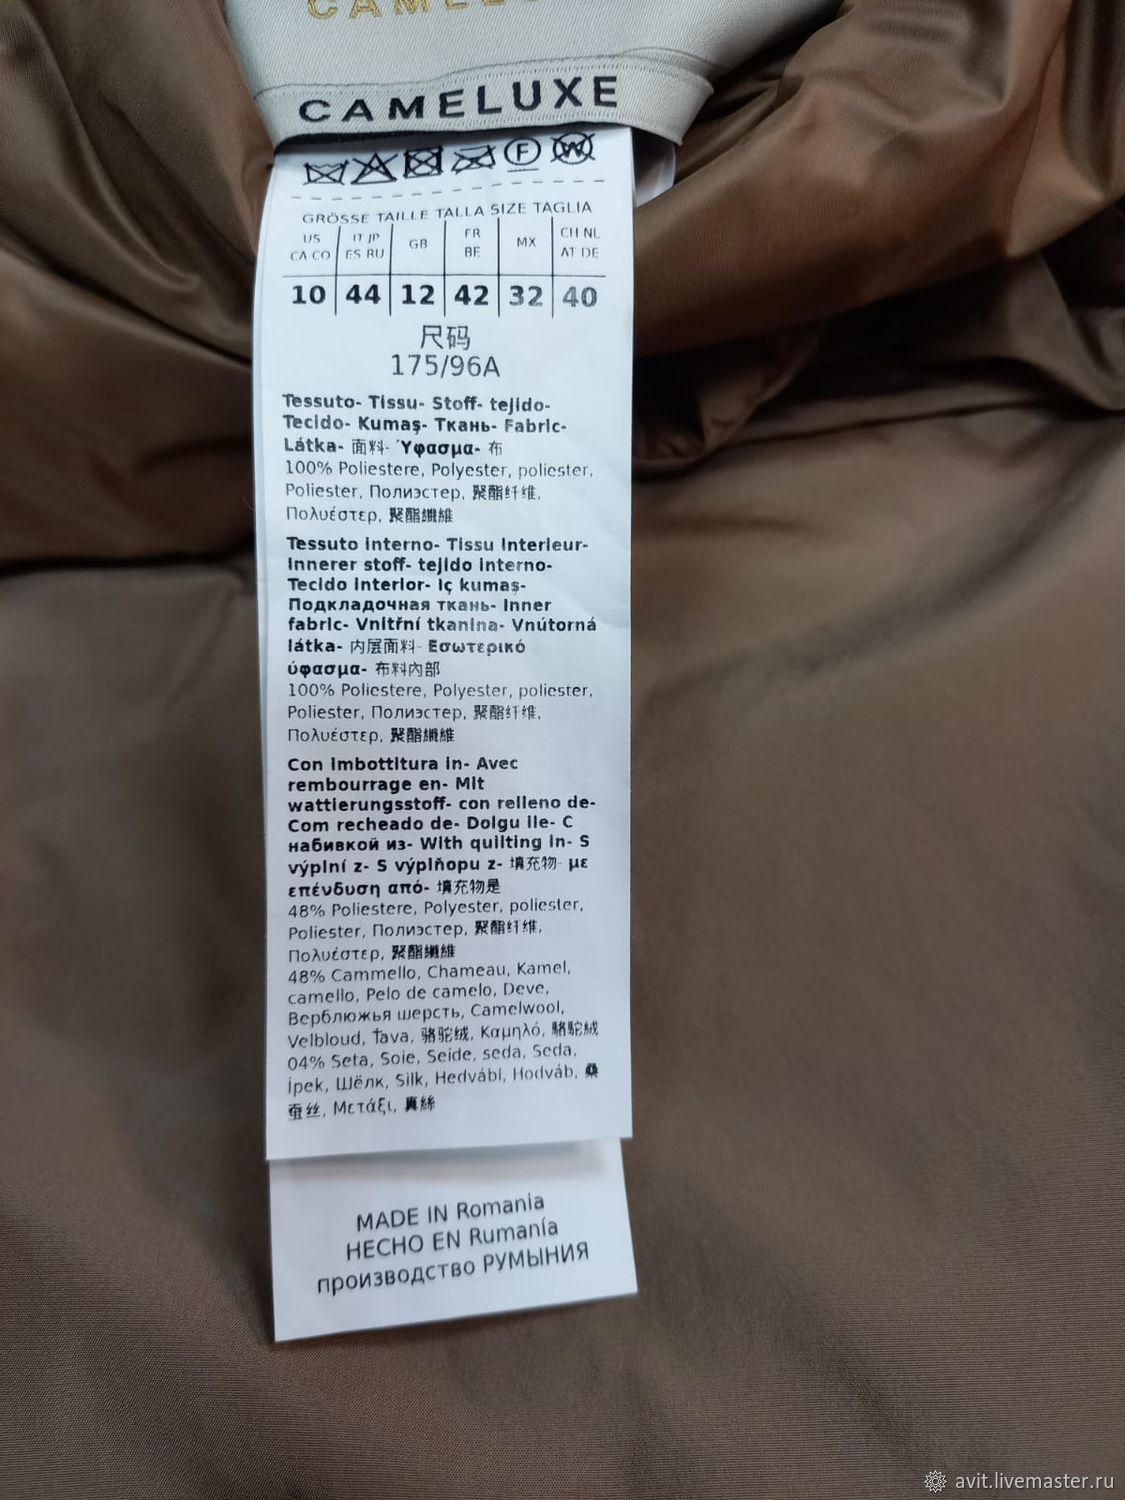 CAMELUXE
F W
GRÖSSE TAILLE TALLA SIZE TAGLIA
US IT JP GB FR MX CH NL
CA CO ES RU BE AT DE
10 44 12 42 32 40
尺码
175/96A
Tessuto- Tissu- Stoff- tejido-
Tecido- Kumaş- Ткань- Fabric-
Látka- 面料- Ύφασμα- 布
100% Poliestere, Polyester, poliester,
Poliester, Полиэстер, 聚酯纤维,
Πολυέστερ, 聚酯纖維
Tessuto interno- Tissu Interieur-
Innerer stoff- tejido interno-
Tecido interior- İç kumaş-
Подкладочная ткань- Inner
fabric- Vnitřní tkanina- Vnútorná
látka- 内层面料- Εσωτερικό
ύφασμα- 布料內部
100% Poliestere, Polyester, poliester,
Poliester, Полиэстер, 聚酯纤维,
Πολυέστερ, 聚酯纖維
Con imbottitura in- Avec
rembourrage en- Mit
wattierungsstoff- con relleno de-
Com recheado de- Dolgu ile- С
набивкой из- With quilting in- S
výplní z- S výplňopu z- 填充物- με
επένδυση από- 填充物是
48% Poliestere, Polyester, poliester,
Poliester, Полиэстер, 聚酯纤维,
Πολυέστερ, 聚酯纖維
48% Cammello, Chameau, Kamel,
camello, Pelo de camelo, Deve,
Верблюжья шерсть, Camelwool,
Velbloud, Ťava, 骆驼绒, Καμηλό, 駱駝絨
04% Seta, Soie, Seide, seda, Seda,
İpek, Шёлк, Silk, Hedvábí, Hodváb, 桑
蚕丝, Μετάξι, 真絲
MADE IN Romania
HECHO EN Rumanía
производство РУМЫНИЯ
avit.livemaster.ru